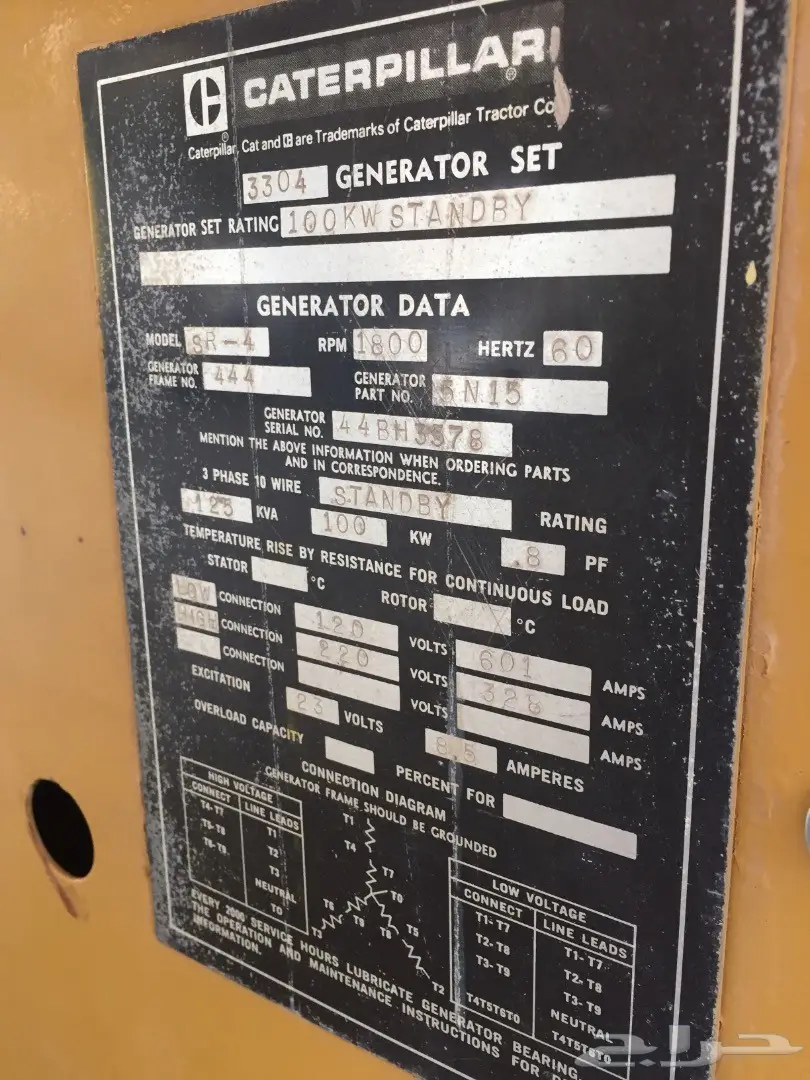 CATERPILLAR
Caterpillar, Cat and C are Trademarks of Caterpillar Tractor Co
3304 GENERATOR SET
GENERATOR SET RATING 100KW STANDBY
GENERATOR DATA
MODEL SR-4 RPM 1800 HERTZ 60
GENERATOR FRAME NO. 444 GENERATOR PART NO. 5N15
GENERATOR SERIAL NO. 44BH3378
MENTION THE ABOVE INFORMATION WHEN ORDERING PARTS
AND IN CORRESPONDENCE.
3 PHASE 10 WIRE STANDBY RATING
125 KVA 100 KW .8 PF
TEMPERATURE RISE BY RESISTANCE FOR CONTINUOUS LOAD
STATOR °C ROTOR °C
LOW CONNECTION 120 VOLTS 601 AMPS
HIGH CONNECTION 220 VOLTS 328 AMPS
CONNECTION VOLTS AMPS
EXCITATION 23 VOLTS 8.5 AMPERES
OVERLOAD CAPACITY PERCENT FOR
CONNECTION DIAGRAM
GENERATOR FRAME SHOULD BE GROUNDED
HIGH VOLTAGE
CONNECT LINE LEADS
T4-T7 T1
T5-T8 T2
T6-T9 T3
NEUTRAL
T0
T1
T4
T7
T0
T6
T9
T8
T5
T3
T2
LOW VOLTAGE
CONNECT LINE LEADS
T1-T7 T1-T7
T2-T8 T2-T8
T3-T9 T3-T9
NEUTRAL
T4T5T6T0 T4T5T6T0
EVERY 2000 SERVICE HOURS LUBRICATE GENERATOR BEARING.
THE OPERATION AND MAINTENANCE INSTRUCTIONS FOR
INFORMATION.
حراج